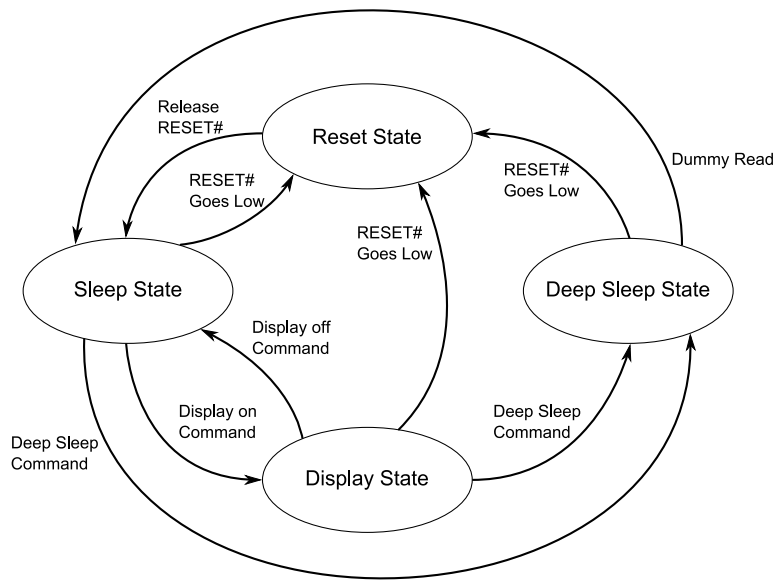 Release
RESET#
Reset State
RESET#
Goes Low
RESET#
Goes Low
Dummy Read
RESET#
Goes Low
Sleep State
Deep Sleep State
Display off
Command
Display on
Command
Deep Sleep
Command
Deep Sleep
Command
Display State